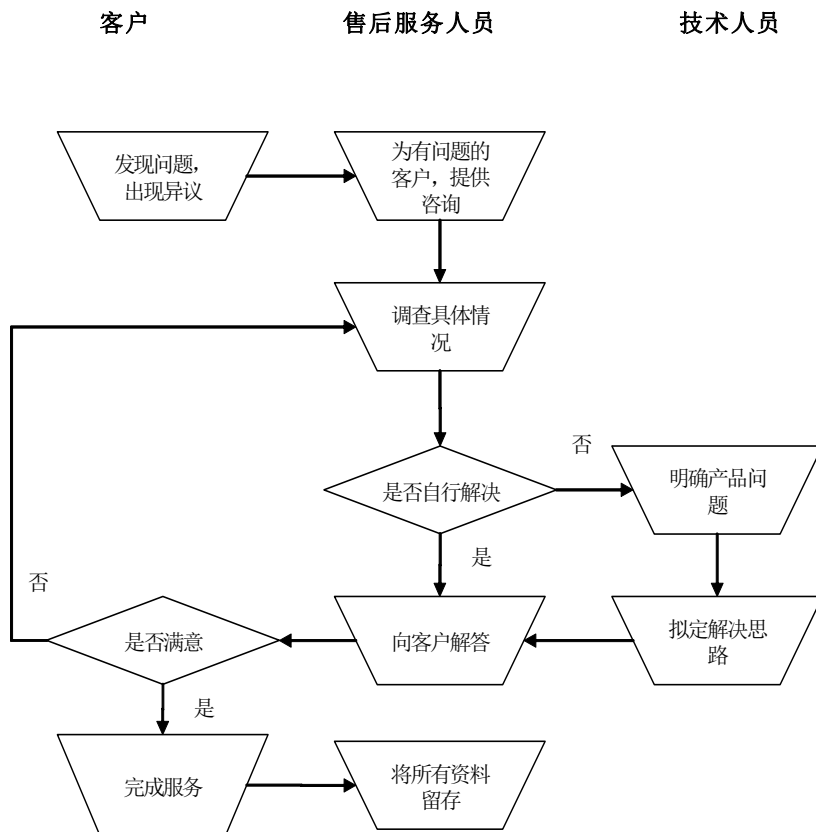 客户 售后服务人员 技术人员
发现问题，
出现异议
为有问题的
客户，提供
咨询
调查具体情
况
是否自行解决
否
明确产品问
题
是
否
是否满意
向客户解答
拟定解决思
路
是
完成服务
将所有资料
留存